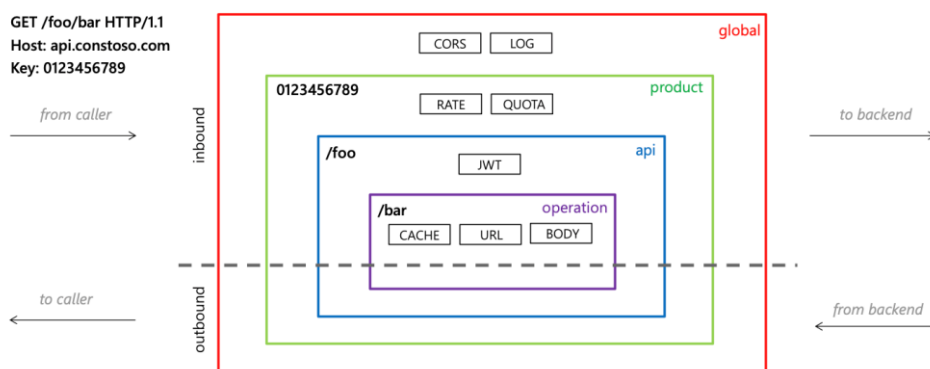 GET /foo/bar HTTP/1.1
Host: api.constoso.com
Key: 0123456789
global
CORS
LOG
0123456789
product
RATE
QUOTA
from caller
inbound
to backend
/foo
api
JWT
/bar
operation
CACHE
URL
BODY
to caller
outbound
from backend